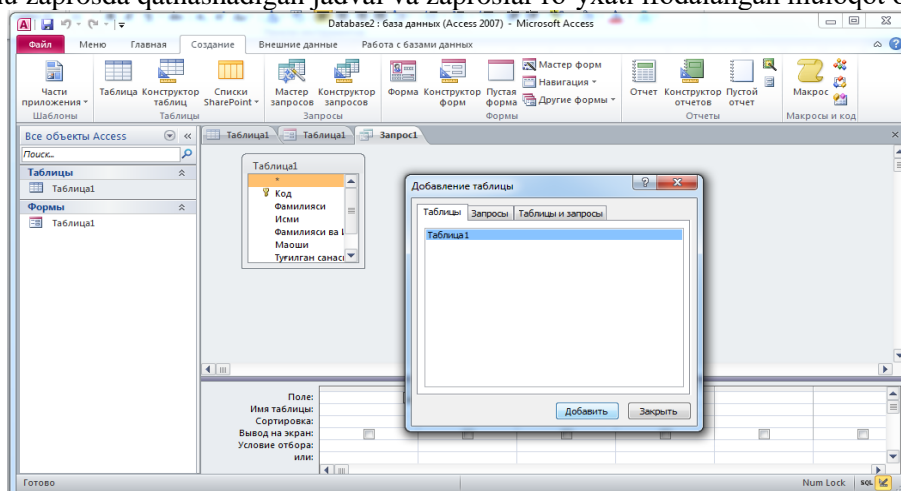 zaprosda qatnashadigan jadval va zaproslar ro'yxati ifodalangan muloqot
Database2 : база данных (Access 2007) - Microsoft Access
Файл Меню Главная Создание Внешние данные Работа с базами данных
Части приложения
Таблица
Конструктор таблиц
Списки SharePoint
Мастер запросов
Конструктор запросов
Форма
Конструктор форм
Пустая форма
Мастер форм
Навигация
Другие формы
Отчет
Конструктор отчетов
Пустой отчет
Макрос
Шаблоны Таблицы Запросы Формы Отчеты Макросы и код
Все объекты Access
Поиск...
Таблицы
Таблица1
Формы
Таблица1
Таблица1 Таблица1 Запрос1
Таблица1
*
Код
Фамилияси
Исми
Фамилияси ва
Маоши
Туғилган санаси
Добавление таблицы
Таблицы Запросы Таблицы и запросы
Таблица1
Добавить Закрыть
Поле:
Имя таблицы:
Сортировка:
Вывод на экран:
Условие отбора:
или:
Готово
Num Lock SQL